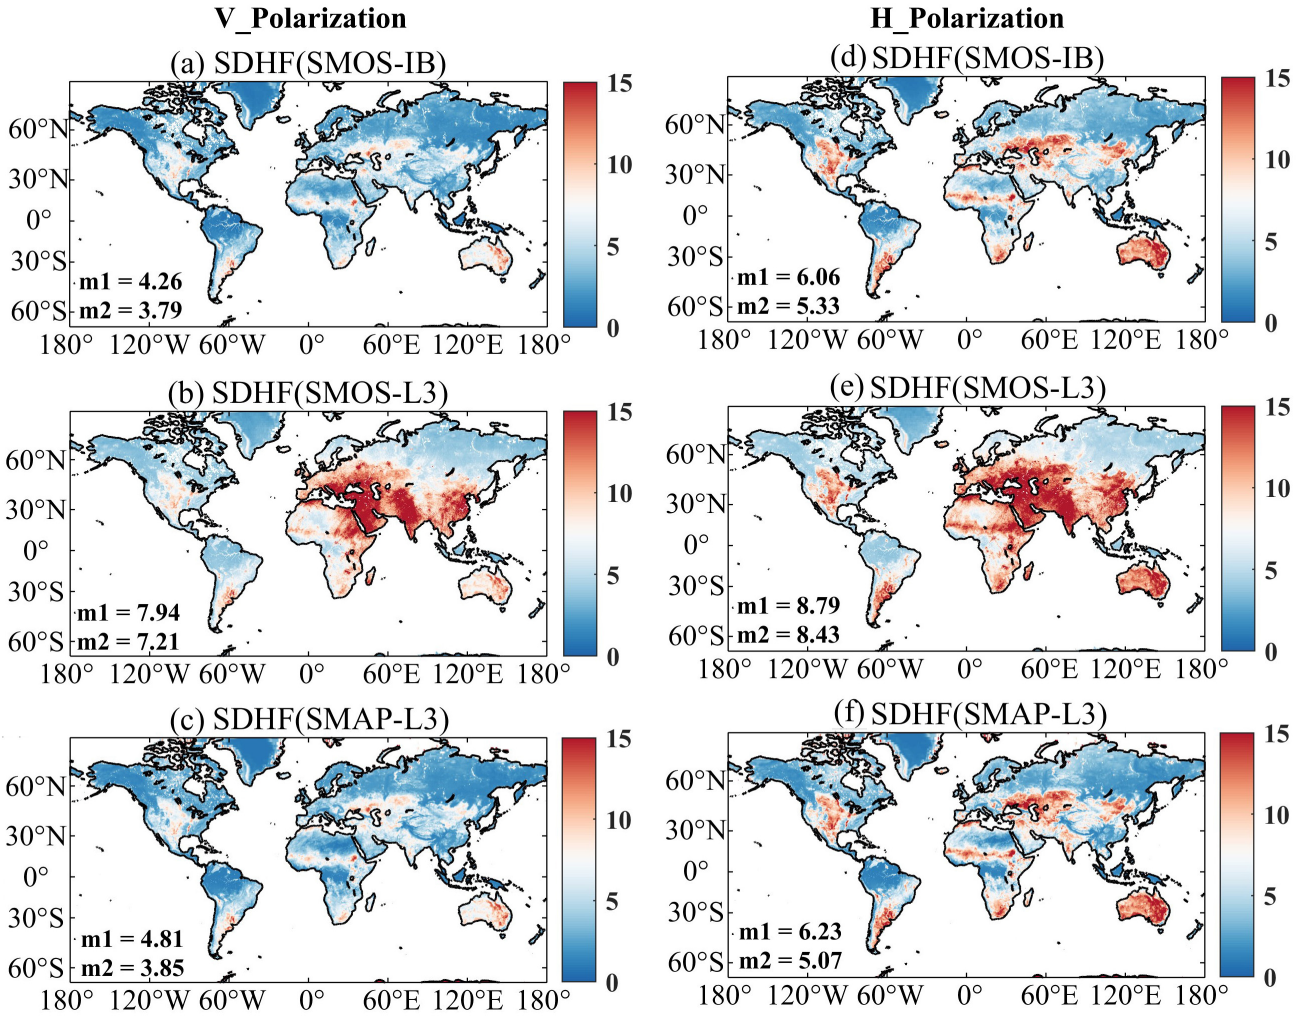 V_Polarization
H_Polarization
(a) SDHF(SMOS-IB)
60°N
30°N
0°
30°S
60°S
m1 = 4.26
m2 = 3.79
180° 120°W 60°W 0° 60°E 120°E 180°
15
10
5
0
(d) SDHF(SMOS-IB)
60°N
30°N
0°
30°S
60°S
m1 = 6.06
m2 = 5.33
180° 120°W 60°W 0° 60°E 120°E 180°
15
10
5
0
(b) SDHF(SMOS-L3)
60°N
30°N
0°
30°S
60°S
m1 = 7.94
m2 = 7.21
180° 120°W 60°W 0° 60°E 120°E 180°
15
10
5
0
(e) SDHF(SMOS-L3)
60°N
30°N
0°
30°S
60°S
m1 = 8.79
m2 = 8.43
180° 120°W 60°W 0° 60°E 120°E 180°
15
10
5
0
(c) SDHF(SMAP-L3)
60°N
30°N
0°
30°S
60°S
m1 = 4.81
m2 = 3.85
180° 120°W 60°W 0° 60°E 120°E 180°
15
10
5
0
(f) SDHF(SMAP-L3)
60°N
30°N
0°
30°S
60°S
m1 = 6.23
m2 = 5.07
180° 120°W 60°W 0° 60°E 120°E 180°
15
10
5
0